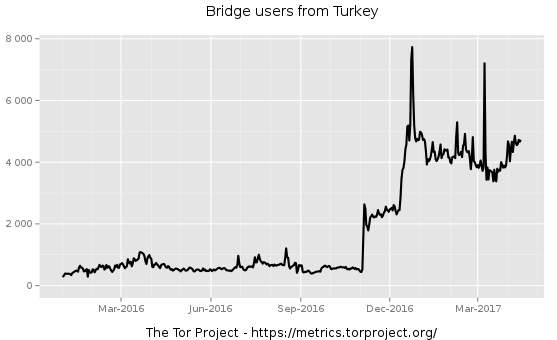 Bridge users from Turkey
8 000
6 000
4 000
2 000
0
Mar-2016 Jun-2016 Sep-2016 Dec-2016 Mar-2017
The Tor Project - https://metrics.torproject.org/